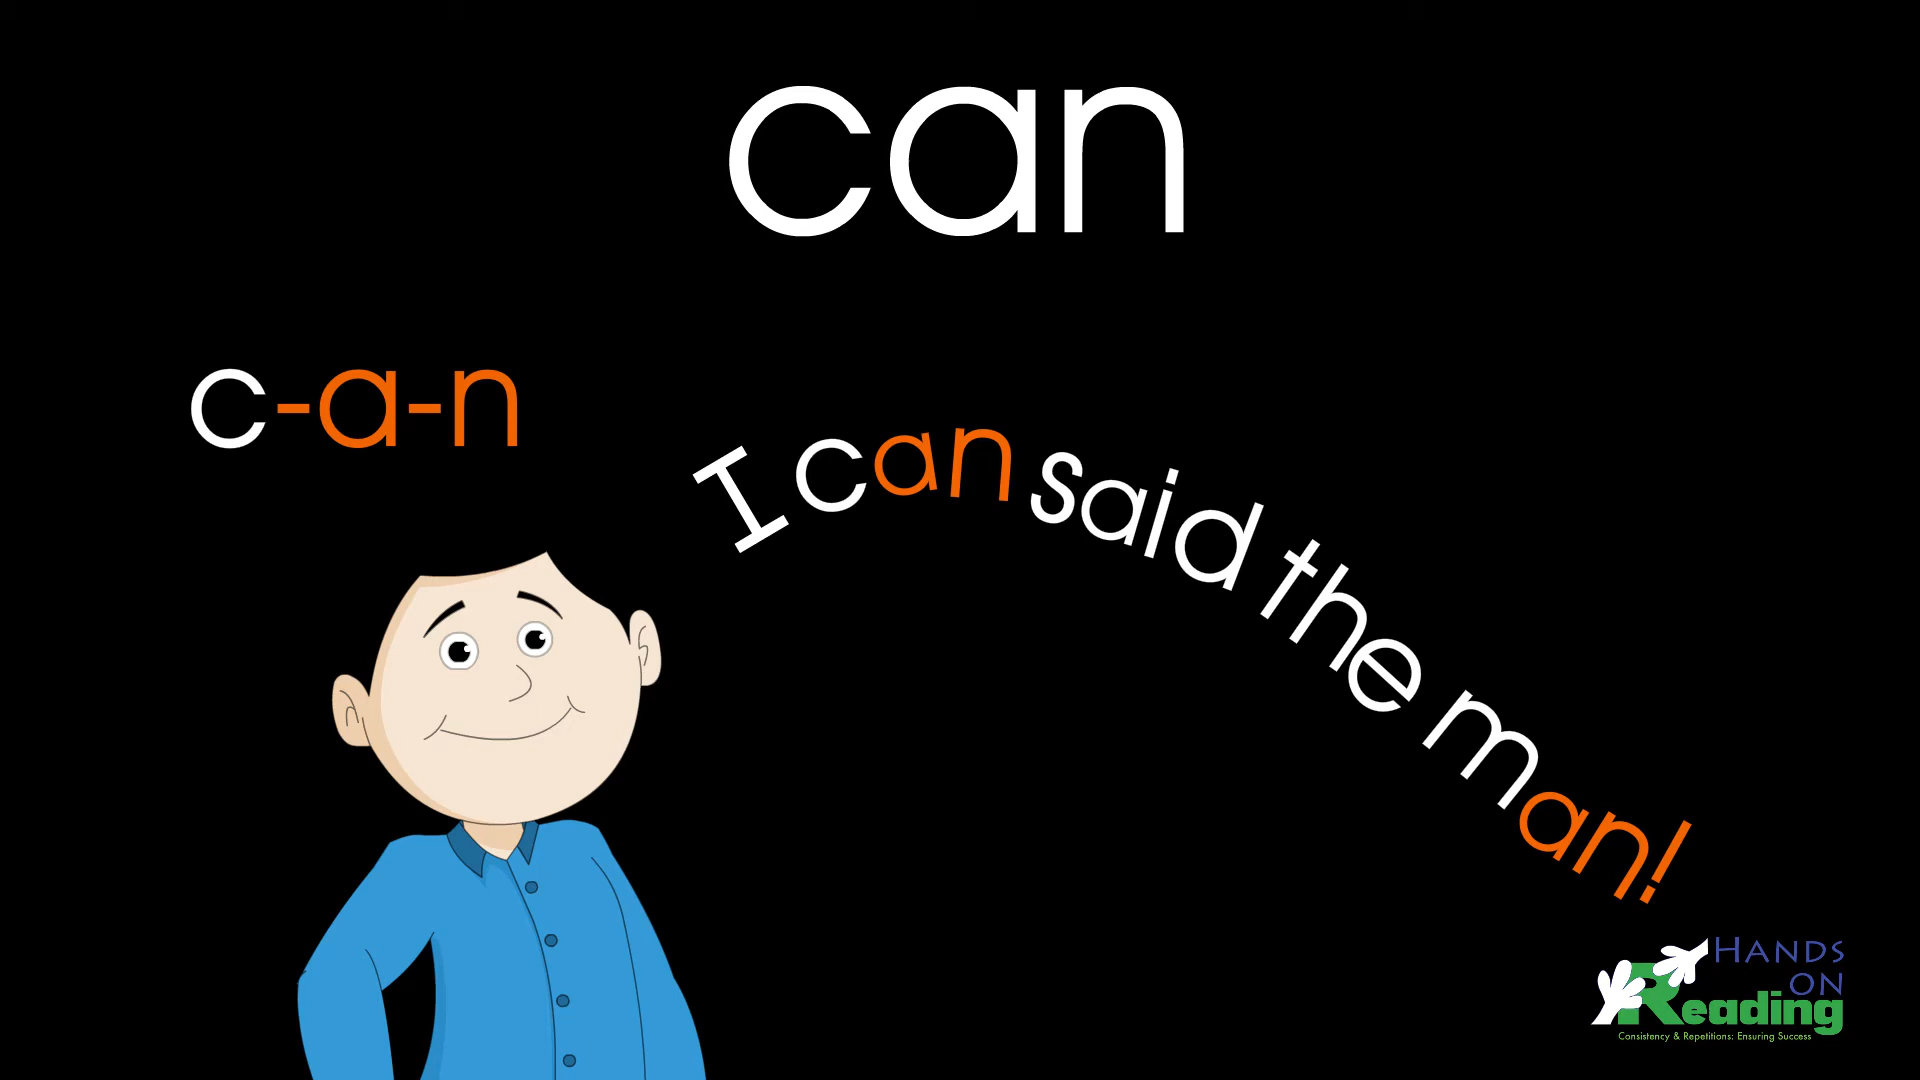 can
c-a-n
I can said the man!
HANDS
ON
Reading
Consistency & Repetitions: Ensuring Success